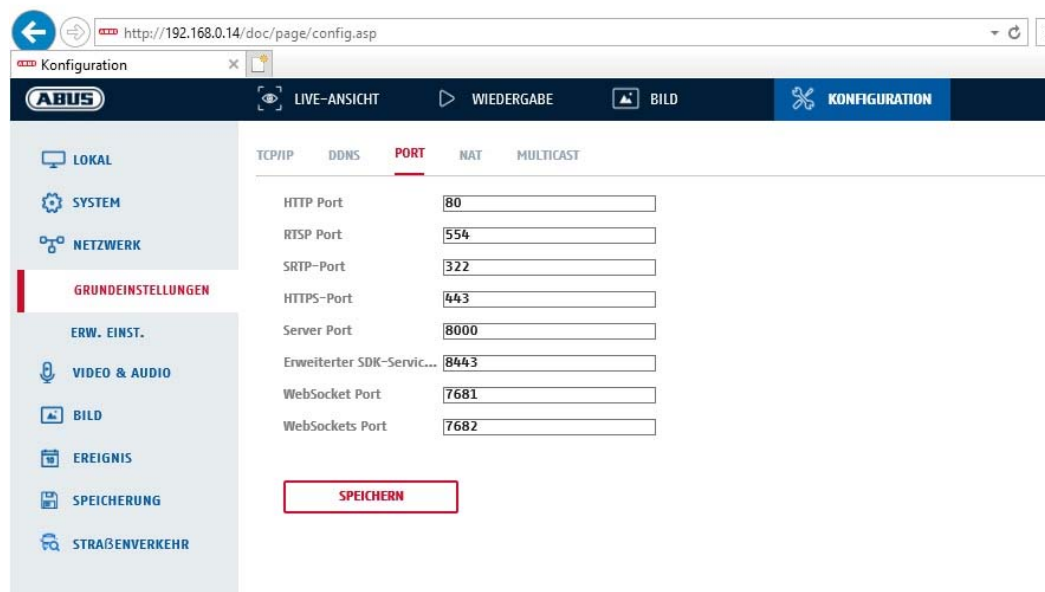 http://192.168.0.14/doc/page/config.asp
Konfiguration
ABUS
LIVE-ANSICHT
WIEDERGABE
BILD
KONFIGURATION
LOKAL
SYSTEM
NETZWERK
GRUNDEINSTELLUNGEN
ERW. EINST.
VIDEO & AUDIO
BILD
EREIGNIS
SPEICHERUNG
STRAßENVERKEHR
TCP/IP DDNS PORT NAT MULTICAST
HTTP Port 80
RTSP Port 554
SRTP-Port 322
HTTPS-Port 443
Server Port 8000
Erweiterter SDK-Servic... 8443
WebSocket Port 7681
WebSockets Port 7682
SPEICHERN